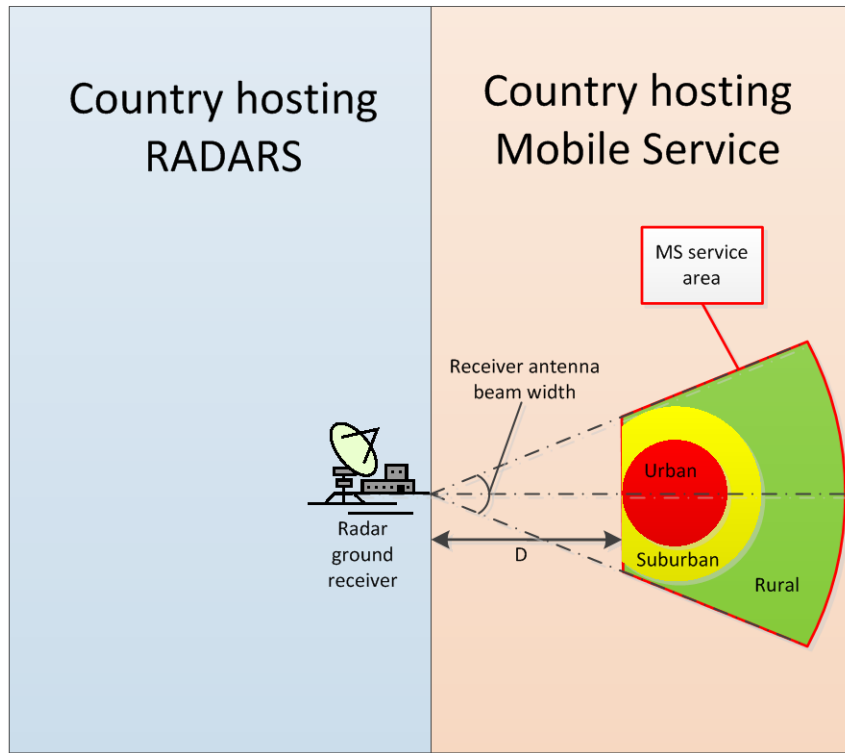 Country hosting
RADARS
Country hosting
Mobile Service
MS service
area
Receiver antenna
beam width
Urban
Radar
ground
receiver
D
Suburban
Rural